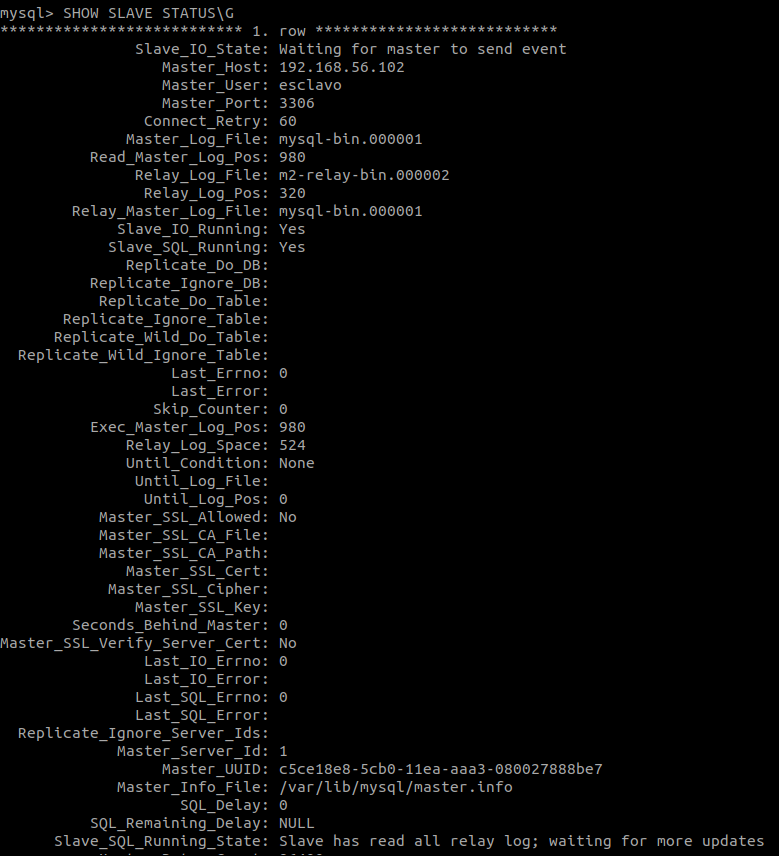 mysql> SHOW SLAVE STATUS\G
*************************** 1. row ***************************
Slave_IO_State: Waiting for master to send event
Master_Host: 192.168.56.102
Master_User: esclavo
Master_Port: 3306
Connect_Retry: 60
Master_Log_File: mysql-bin.000001
Read_Master_Log_Pos: 980
Relay_Log_File: m2-relay-bin.000002
Relay_Log_Pos: 320
Relay_Master_Log_File: mysql-bin.000001
Slave_IO_Running: Yes
Slave_SQL_Running: Yes
Replicate_Do_DB:
Replicate_Ignore_DB:
Replicate_Do_Table:
Replicate_Ignore_Table:
Replicate_Wild_Do_Table:
Replicate_Wild_Ignore_Table:
Last_Errno: 0
Last_Error:
Skip_Counter: 0
Exec_Master_Log_Pos: 980
Relay_Log_Space: 524
Until_Condition: None
Until_Log_File:
Until_Log_Pos: 0
Master_SSL_Allowed: No
Master_SSL_CA_File:
Master_SSL_CA_Path:
Master_SSL_Cert:
Master_SSL_Cipher:
Master_SSL_Key:
Seconds_Behind_Master: 0
Master_SSL_Verify_Server_Cert: No
Last_IO_Errno: 0
Last_IO_Error:
Last_SQL_Errno: 0
Last_SQL_Error:
Replicate_Ignore_Server_Ids:
Master_Server_Id: 1
Master_UUID: c5ce18e8-5cb0-11ea-aaa3-080027888be7
Master_Info_File: /var/lib/mysql/master.info
SQL_Delay: 0
SQL_Remaining_Delay: NULL
Slave_SQL_Running_State: Slave has read all relay log; waiting for more updates